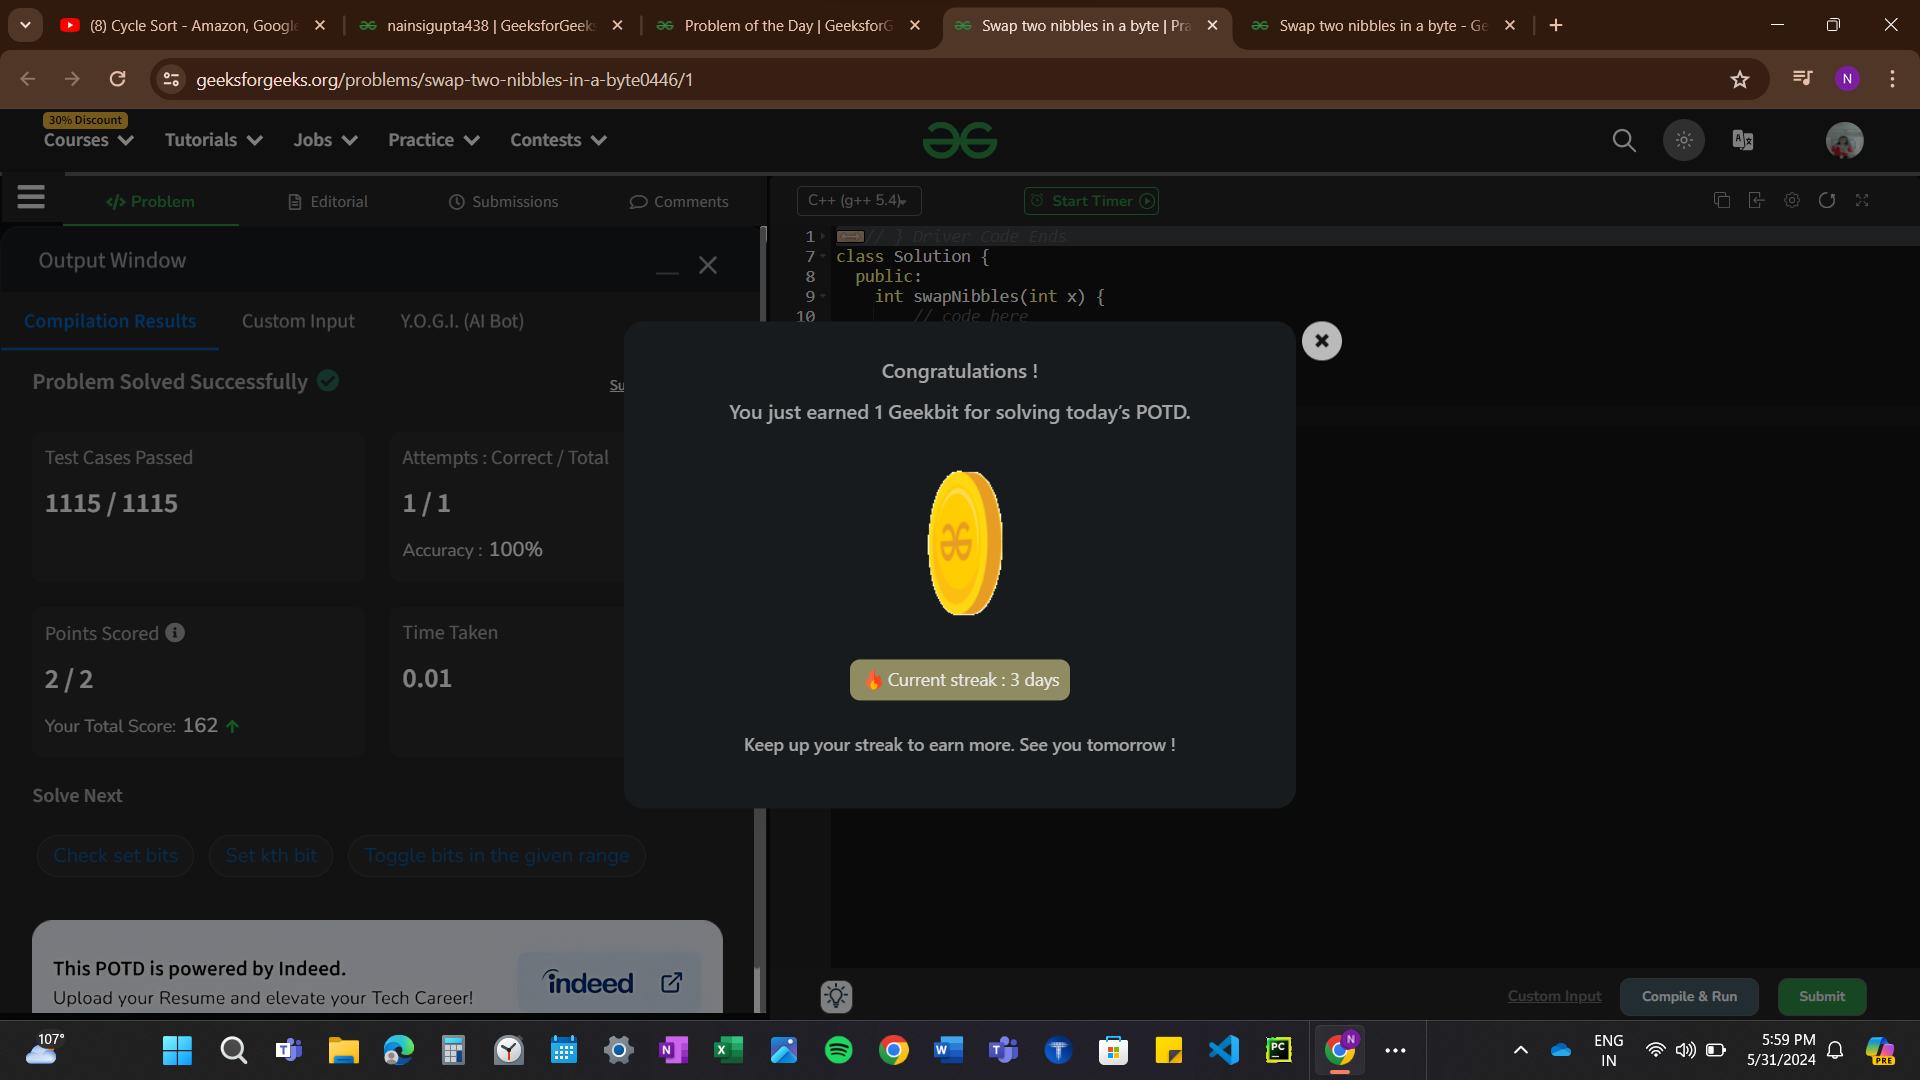 (8) Cycle Sort - Amazon, Google
nainsigupta438 | GeeksforGeeks
Problem of the Day | GeeksforG
Swap two nibbles in a byte | Pra
Swap two nibbles in a byte - Ge
geeksforgeeks.org/problems/swap-two-nibbles-in-a-byte0446/1
N
30% Discount
Courses
Tutorials
Jobs
Practice
Contests
</> Problem
Editorial
Submissions
Comments
C++ (g++ 5.4)
Start Timer
Output Window
Compilation Results
Custom Input
Y.O.G.I. (AI Bot)
Problem Solved Successfully
Su
Test Cases Passed
1115 / 1115
Attempts : Correct / Total
1 / 1
Accuracy : 100%
Points Scored
2 / 2
Your Total Score: 162
Time Taken
0.01
Solve Next
Check set bits
Set kth bit
Toggle bits in the given range
This POTD is powered by Indeed.
Upload your Resume and elevate your Tech Career!
indeed
1 // } Driver Code Ends
7 class Solution {
8 public:
9 int swapNibbles(int x) {
10 // code here
Congratulations !
You just earned 1 Geekbit for solving today's POTD.
Current streak : 3 days
Keep up your streak to earn more. See you tomorrow !
Custom Input
Compile & Run
Submit
107°
ENG
IN
5:59 PM
5/31/2024
PRE